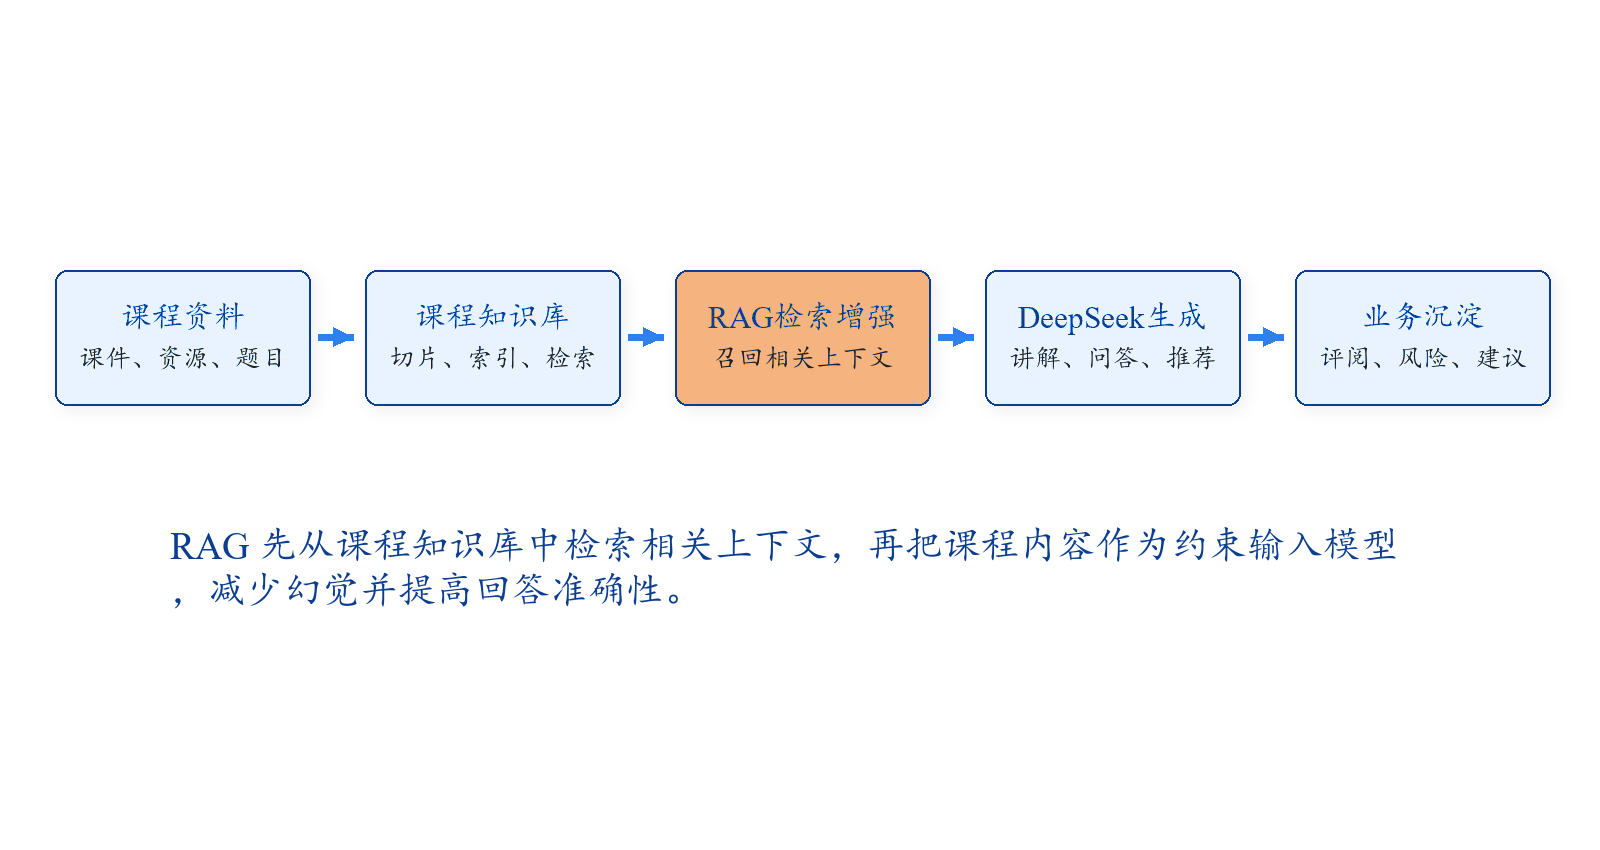 课程资料
课件、资源、题目
课程知识库
切片、索引、检索
RAG检索增强
召回相关上下文
DeepSeek生成
讲解、问答、推荐
业务沉淀
评阅、风险、建议
RAG 先从课程知识库中检索相关上下文，再把课程内容作为约束输入模型
，减少幻觉并提高回答准确性。